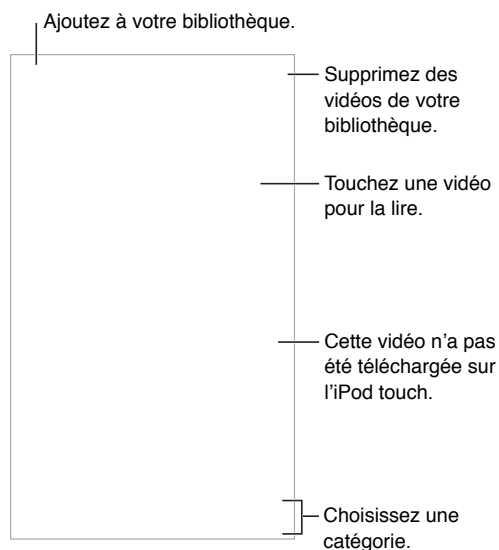 Ajoutez à votre bibliothèque.
Supprimez des
vidéos de votre
bibliothèque.
Touchez une vidéo
pour la lire.
Cette vidéo n'a pas
été téléchargée sur
l'iPod touch.
Choisissez une
catégorie.